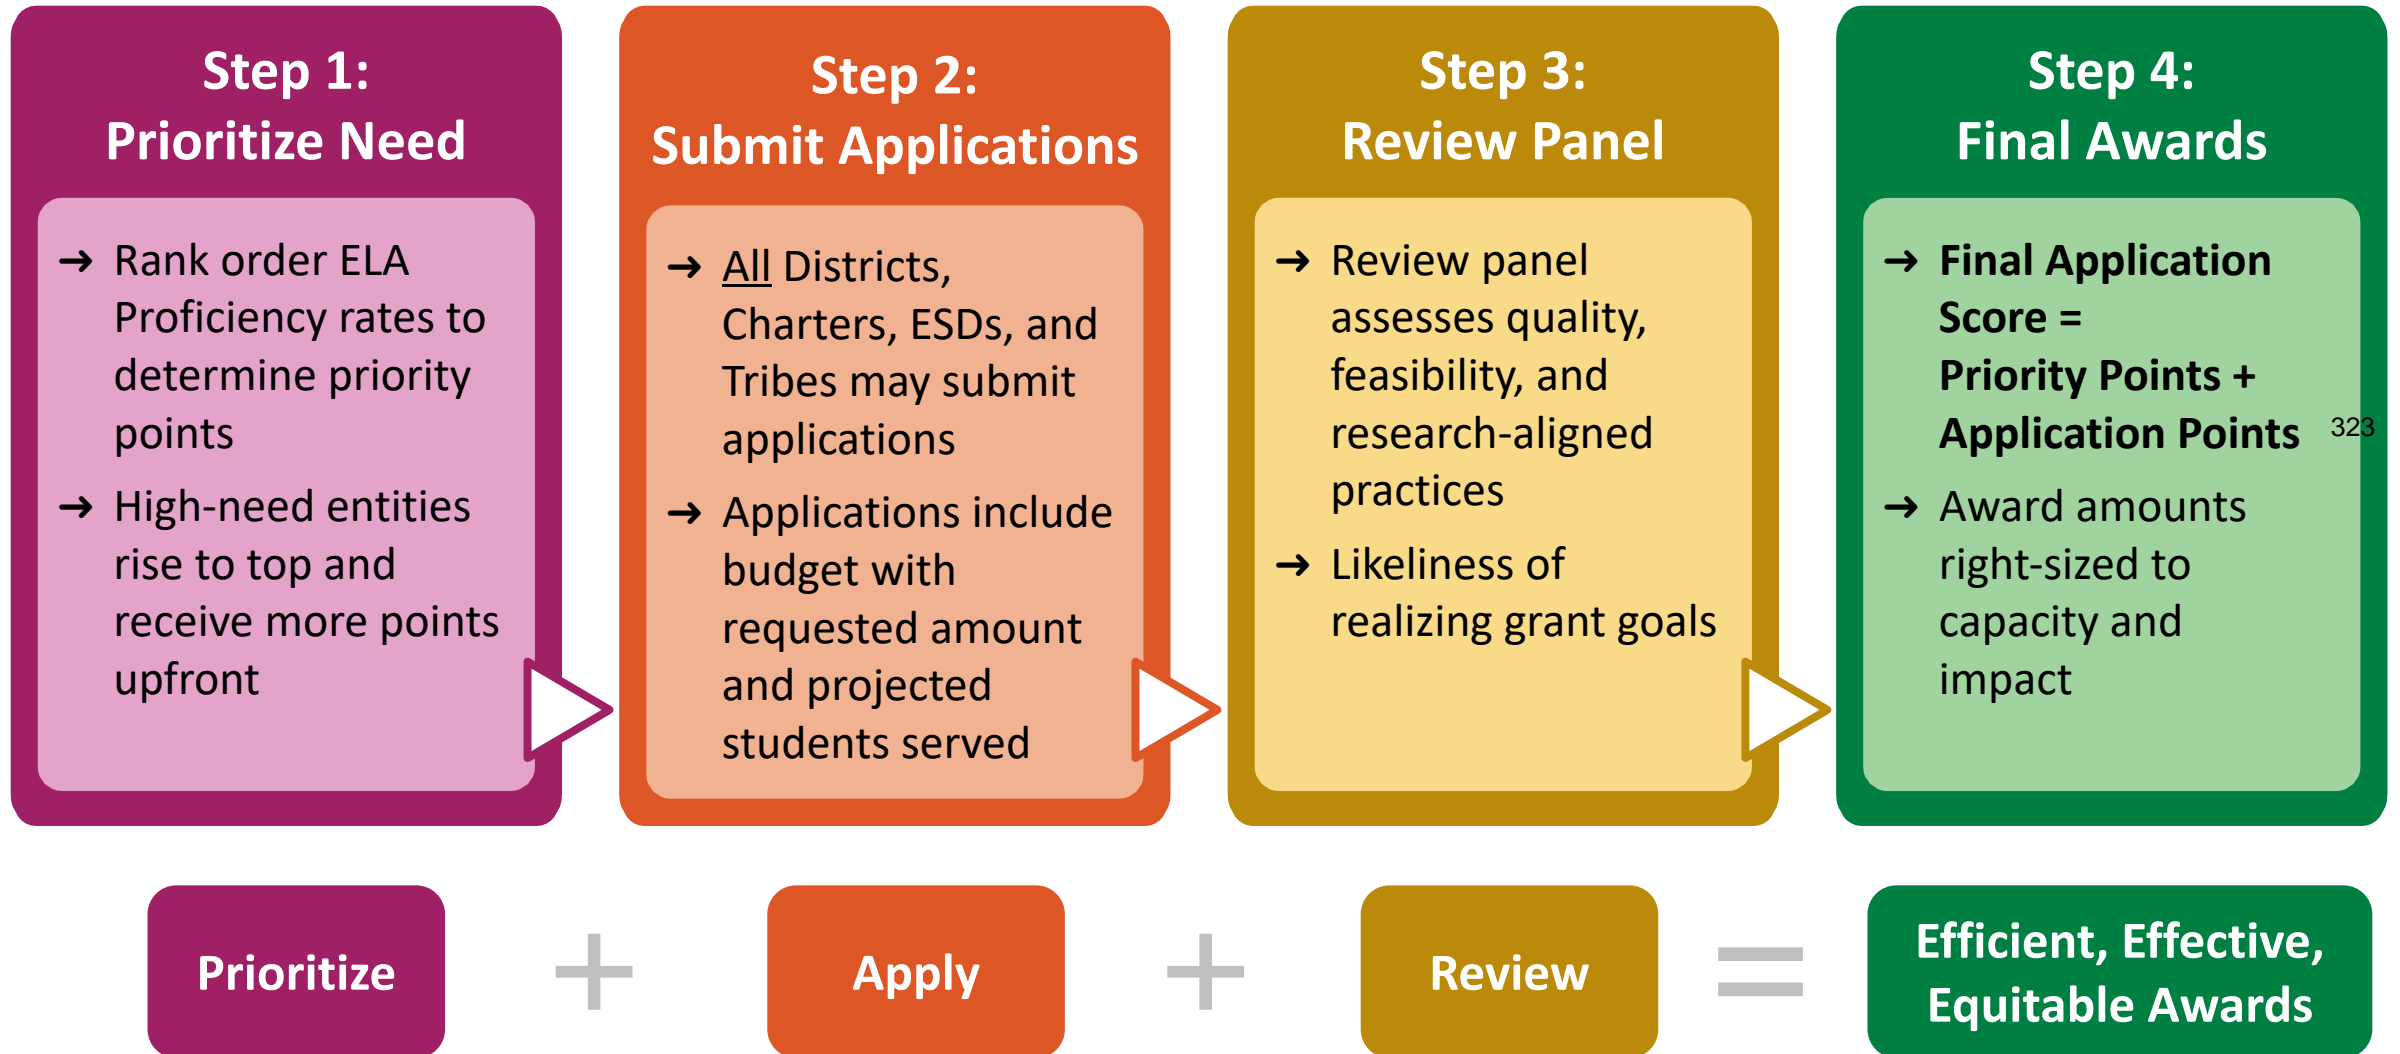 Step 1:
Prioritize Need
→ Rank order ELA
Proficiency rates to
determine priority
points
→ High-need entities
rise to top and
receive more points
upfront
Step 2:
Submit Applications
→ All Districts,
Charters, ESDs, and
Tribes may submit
applications
→ Applications include
budget with
requested amount
and projected
students served
Step 3:
Review Panel
→ Review panel
assesses quality,
feasibility, and
research-aligned
practices
→ Likeliness of
realizing grant goals
Step 4:
Final Awards
→ Final Application
Score =
Priority Points +
Application Points
323
→ Award amounts
right-sized to
capacity and
impact
Prioritize
+
Apply
+
Review
=
Efficient, Effective,
Equitable Awards